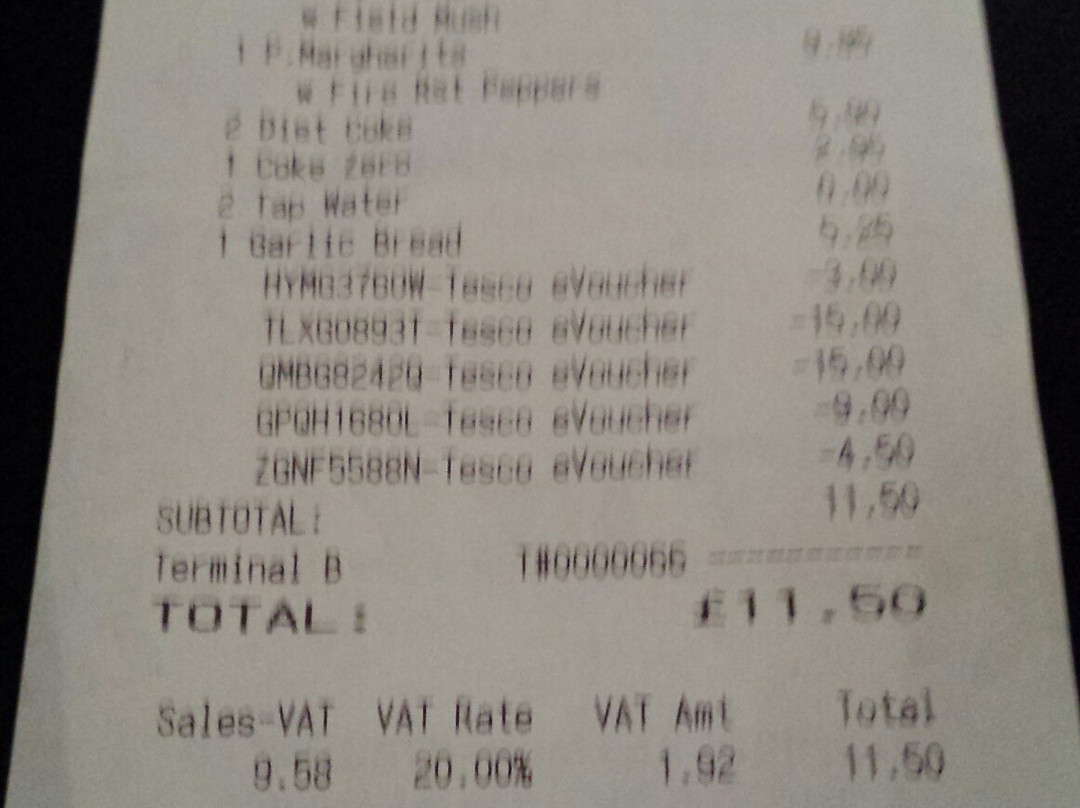 w Field Mush
1 P.Margharita 9.95
w Fire Rst Peppers
2 Diet Coke 5.90
1 Coke Zero 2.95
2 Tap Water 0.00
1 Garlic Bread 5.25
HYMG3760W-Tesco eVoucher -3.00
TLXG0893T-Tesco eVoucher -15.00
QMBG8242Q-Tesco eVoucher -15.00
GPQH1680L-Tesco eVoucher -9.00
ZGNF5588N-Tesco eVoucher -4.50
SUBTOTAL: 11.50
Terminal B T#0000066 ============
TOTAL: £11.50
Sales-VAT VAT Rate VAT Amt Total
9.58 20.00% 1.92 11.50